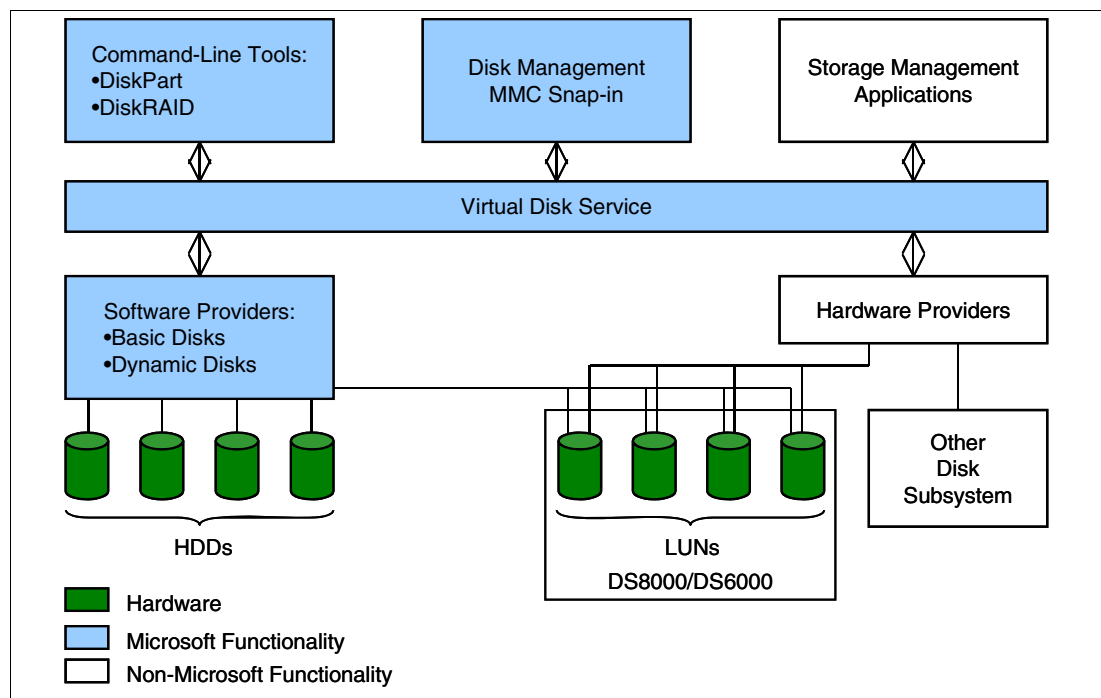 Command-Line Tools:
•DiskPart
•DiskRAID
Disk Management
MMC Snap-in
Storage Management
Applications
Virtual Disk Service
Software Providers:
•Basic Disks
•Dynamic Disks
Hardware Providers
Other
Disk
Subsystem
HDDs
LUNs
DS8000/DS6000
Hardware
Microsoft Functionality
Non-Microsoft Functionality